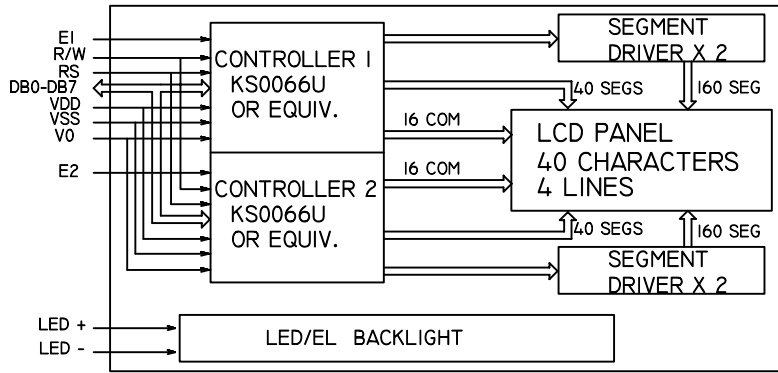 E1
R/W
RS
DB0-DB7
VDD
VSS
V0
E2
CONTROLLER 1
KS0066U
OR EQUIV.
CONTROLLER 2
KS0066U
OR EQUIV.
SEGMENT
DRIVER X 2
40 SEGS
160 SEG
16 COM
16 COM
LCD PANEL
40 CHARACTERS
4 LINES
40 SEGS
160 SEG
SEGMENT
DRIVER X 2
LED +
LED -
LED/EL BACKLIGHT